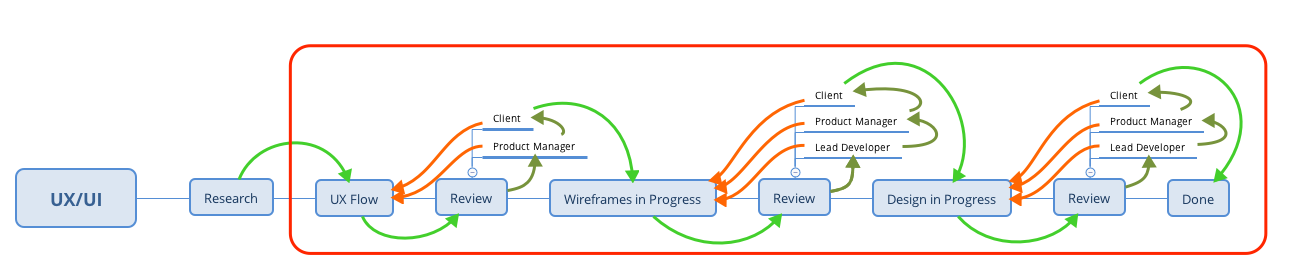 UX/UI
Research
UX Flow
Client
Product Manager
Review
Wireframes in Progress
Client
Product Manager
Lead Developer
Review
Design in Progress
Client
Product Manager
Lead Developer
Review
Done